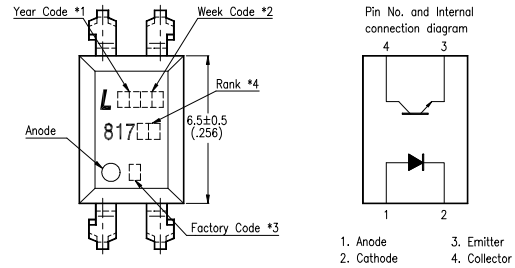 Year Code *1
Week Code *2
L
Rank *4
817
6.5±0.5
(.256)
Anode
Factory Code *3
Pin No. and Internal
connection diagram
4 3
1 2
1. Anode
2. Cathode
3. Emitter
4. Collector